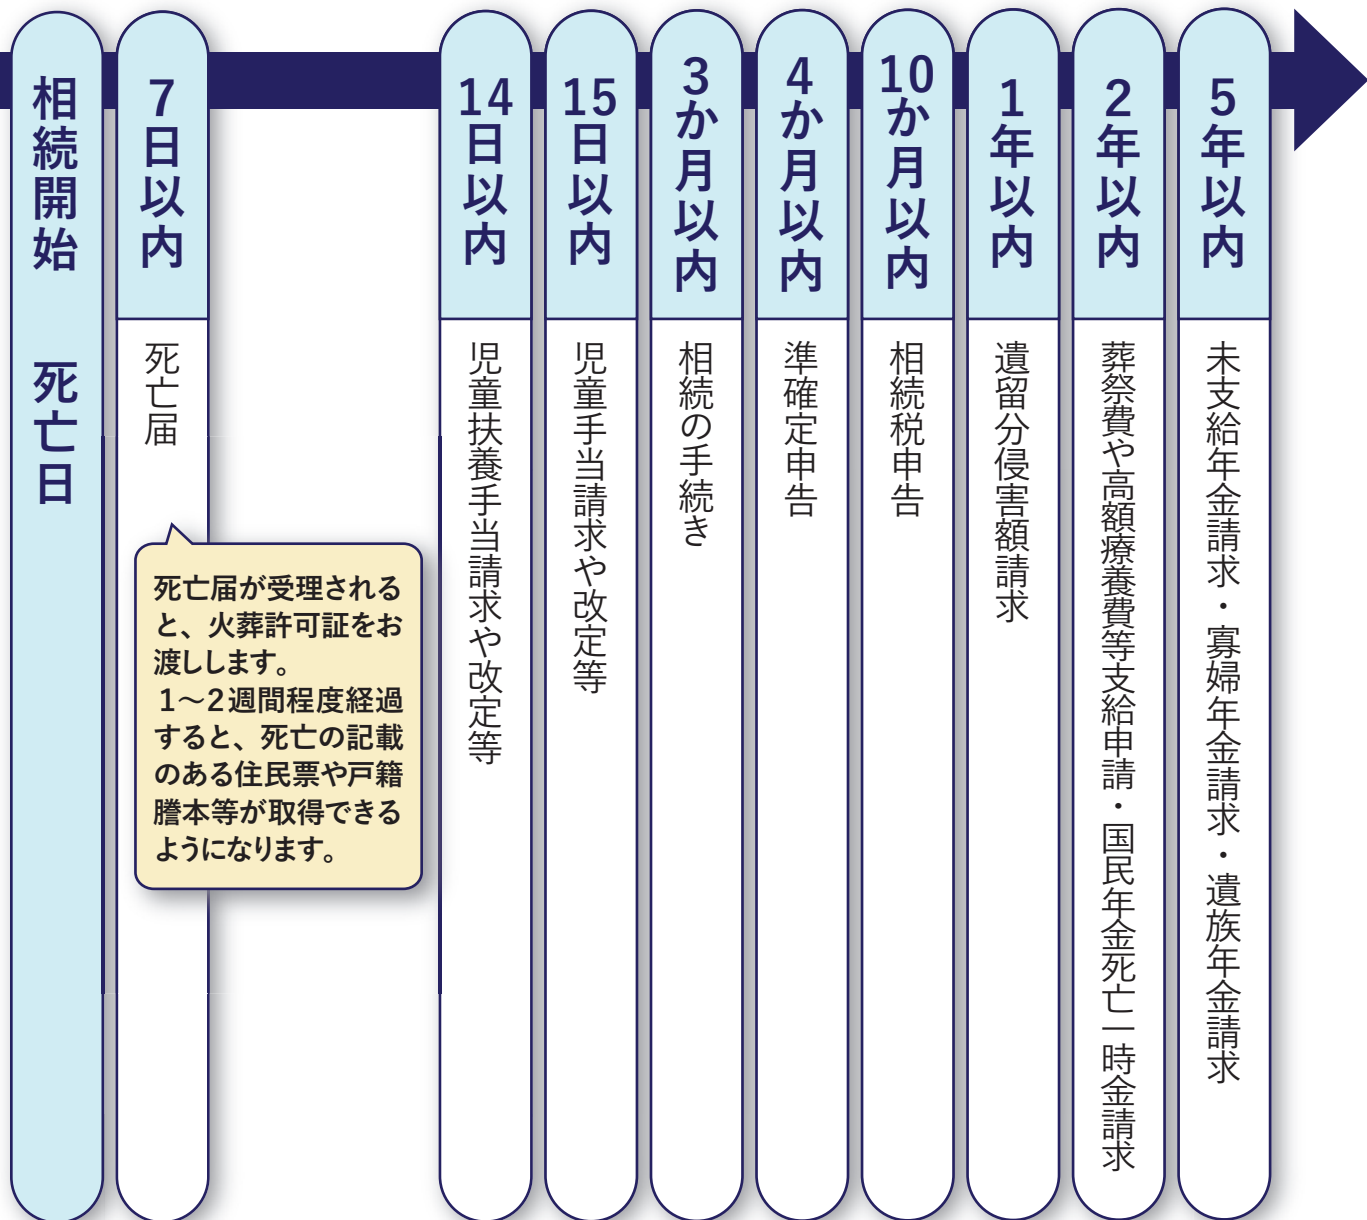 相続開始　死亡日
7日以内
死亡届
死亡届が受理される
と、火葬許可証をお
渡しします。
1～2週間程度経過
すると、死亡の記載
のある住民票や戸籍
謄本等が取得できる
ようになります。
14日以内
児童扶養手当請求や改定等
15日以内
児童手当請求や改定等
3か月以内
相続の手続き
4か月以内
準確定申告
10か月以内
相続税申告
1年以内
遺留分侵害額請求
2年以内
葬祭費や高額療養費等支給申請・国民年金死亡一時金請求
5年以内
未支給年金請求・寡婦年金請求・遺族年金請求